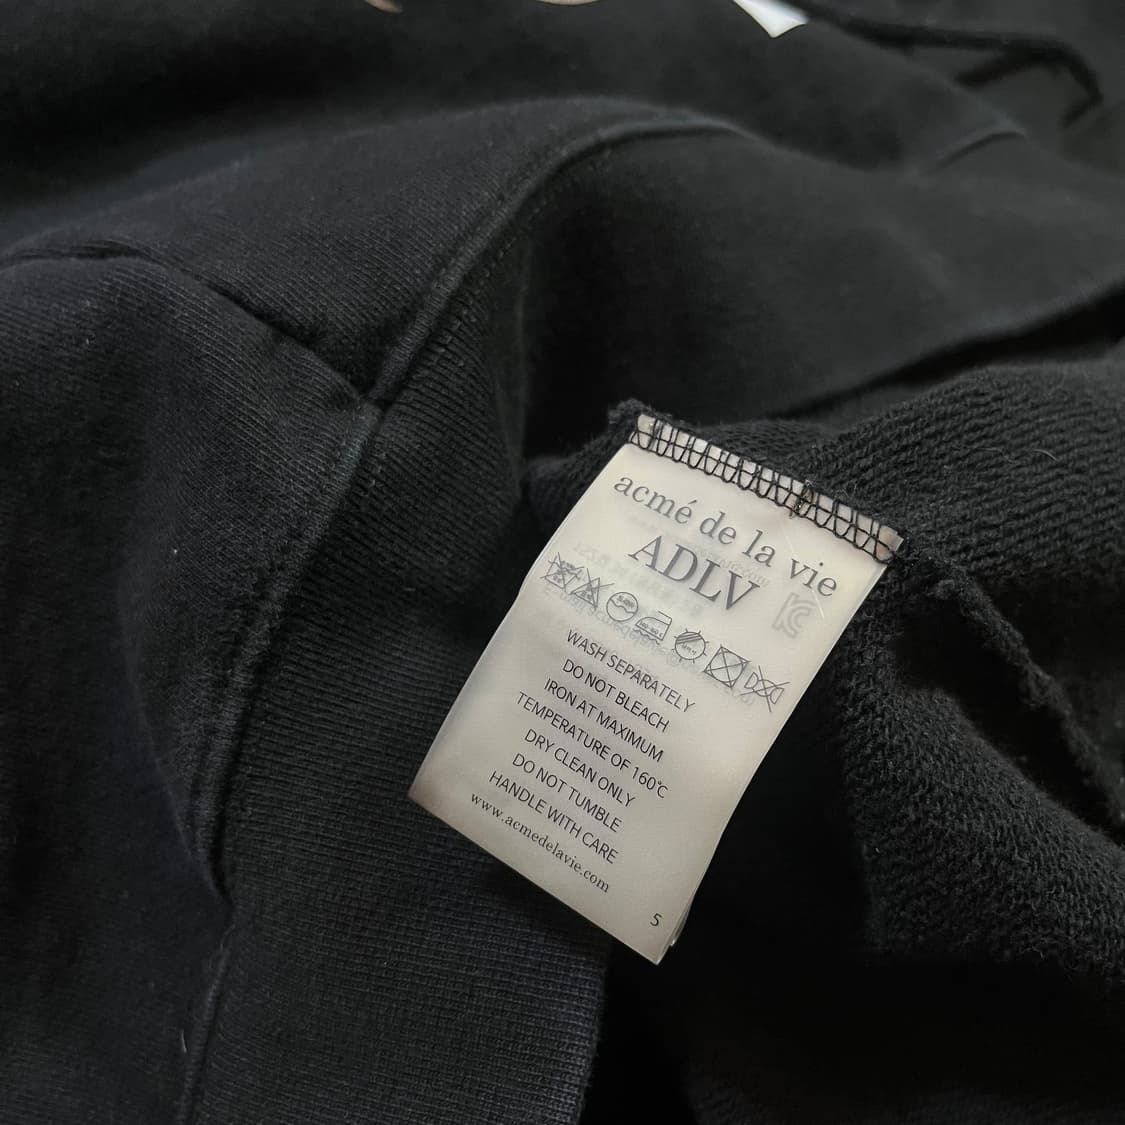 acmé de la vie
ADLV
WASH SEPARATELY
DO NOT BLEACH
IRON AT MAXIMUM
TEMPERATURE OF 160℃
DRY CLEAN ONLY
DO NOT TUMBLE
HANDLE WITH CARE
www.acmedelavie.com
5